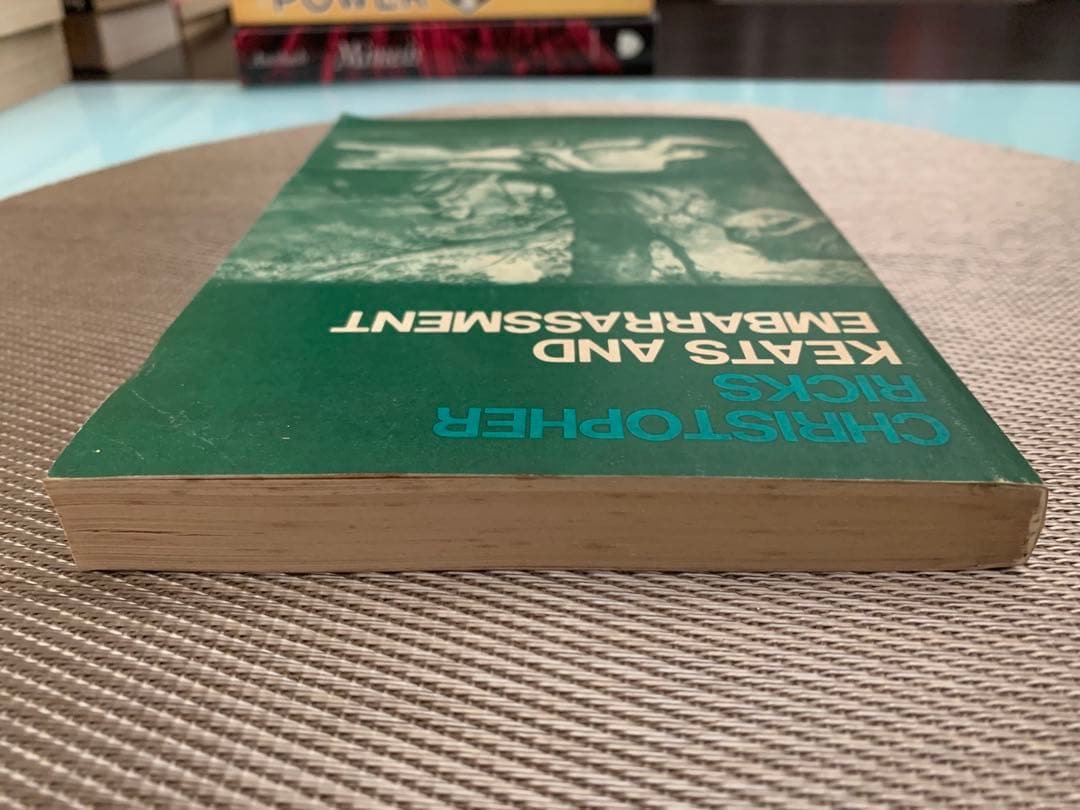 POWER
CHRISTOPHER
RICKS
KEATS AND
EMBARRASSMENT